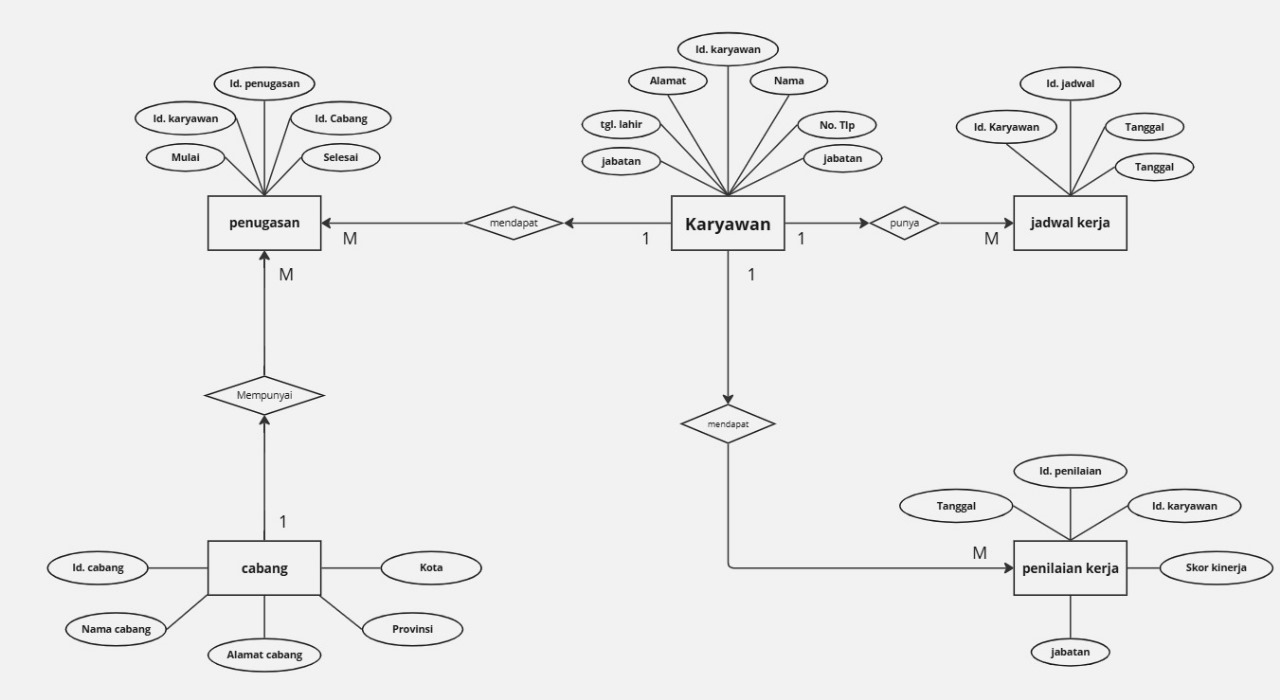 Id. karyawan
Alamat
Nama
tgl. lahir
No. Tlp
jabatan
jabatan
Karyawan
Id. penugasan
Id. karyawan
Id. Cabang
Mulai
Selesai
penugasan
M
mendapat
1
1
punya
M
Id. jadwal
Id. Karyawan
Tanggal
Tanggal
jadwal kerja
M
Mempunyai
1
Id. cabang
cabang
Kota
Nama cabang
Provinsi
Alamat cabang
1
mendapat
M
Id. penilaian
Tanggal
Id. karyawan
penilaian kerja
Skor kinerja
jabatan